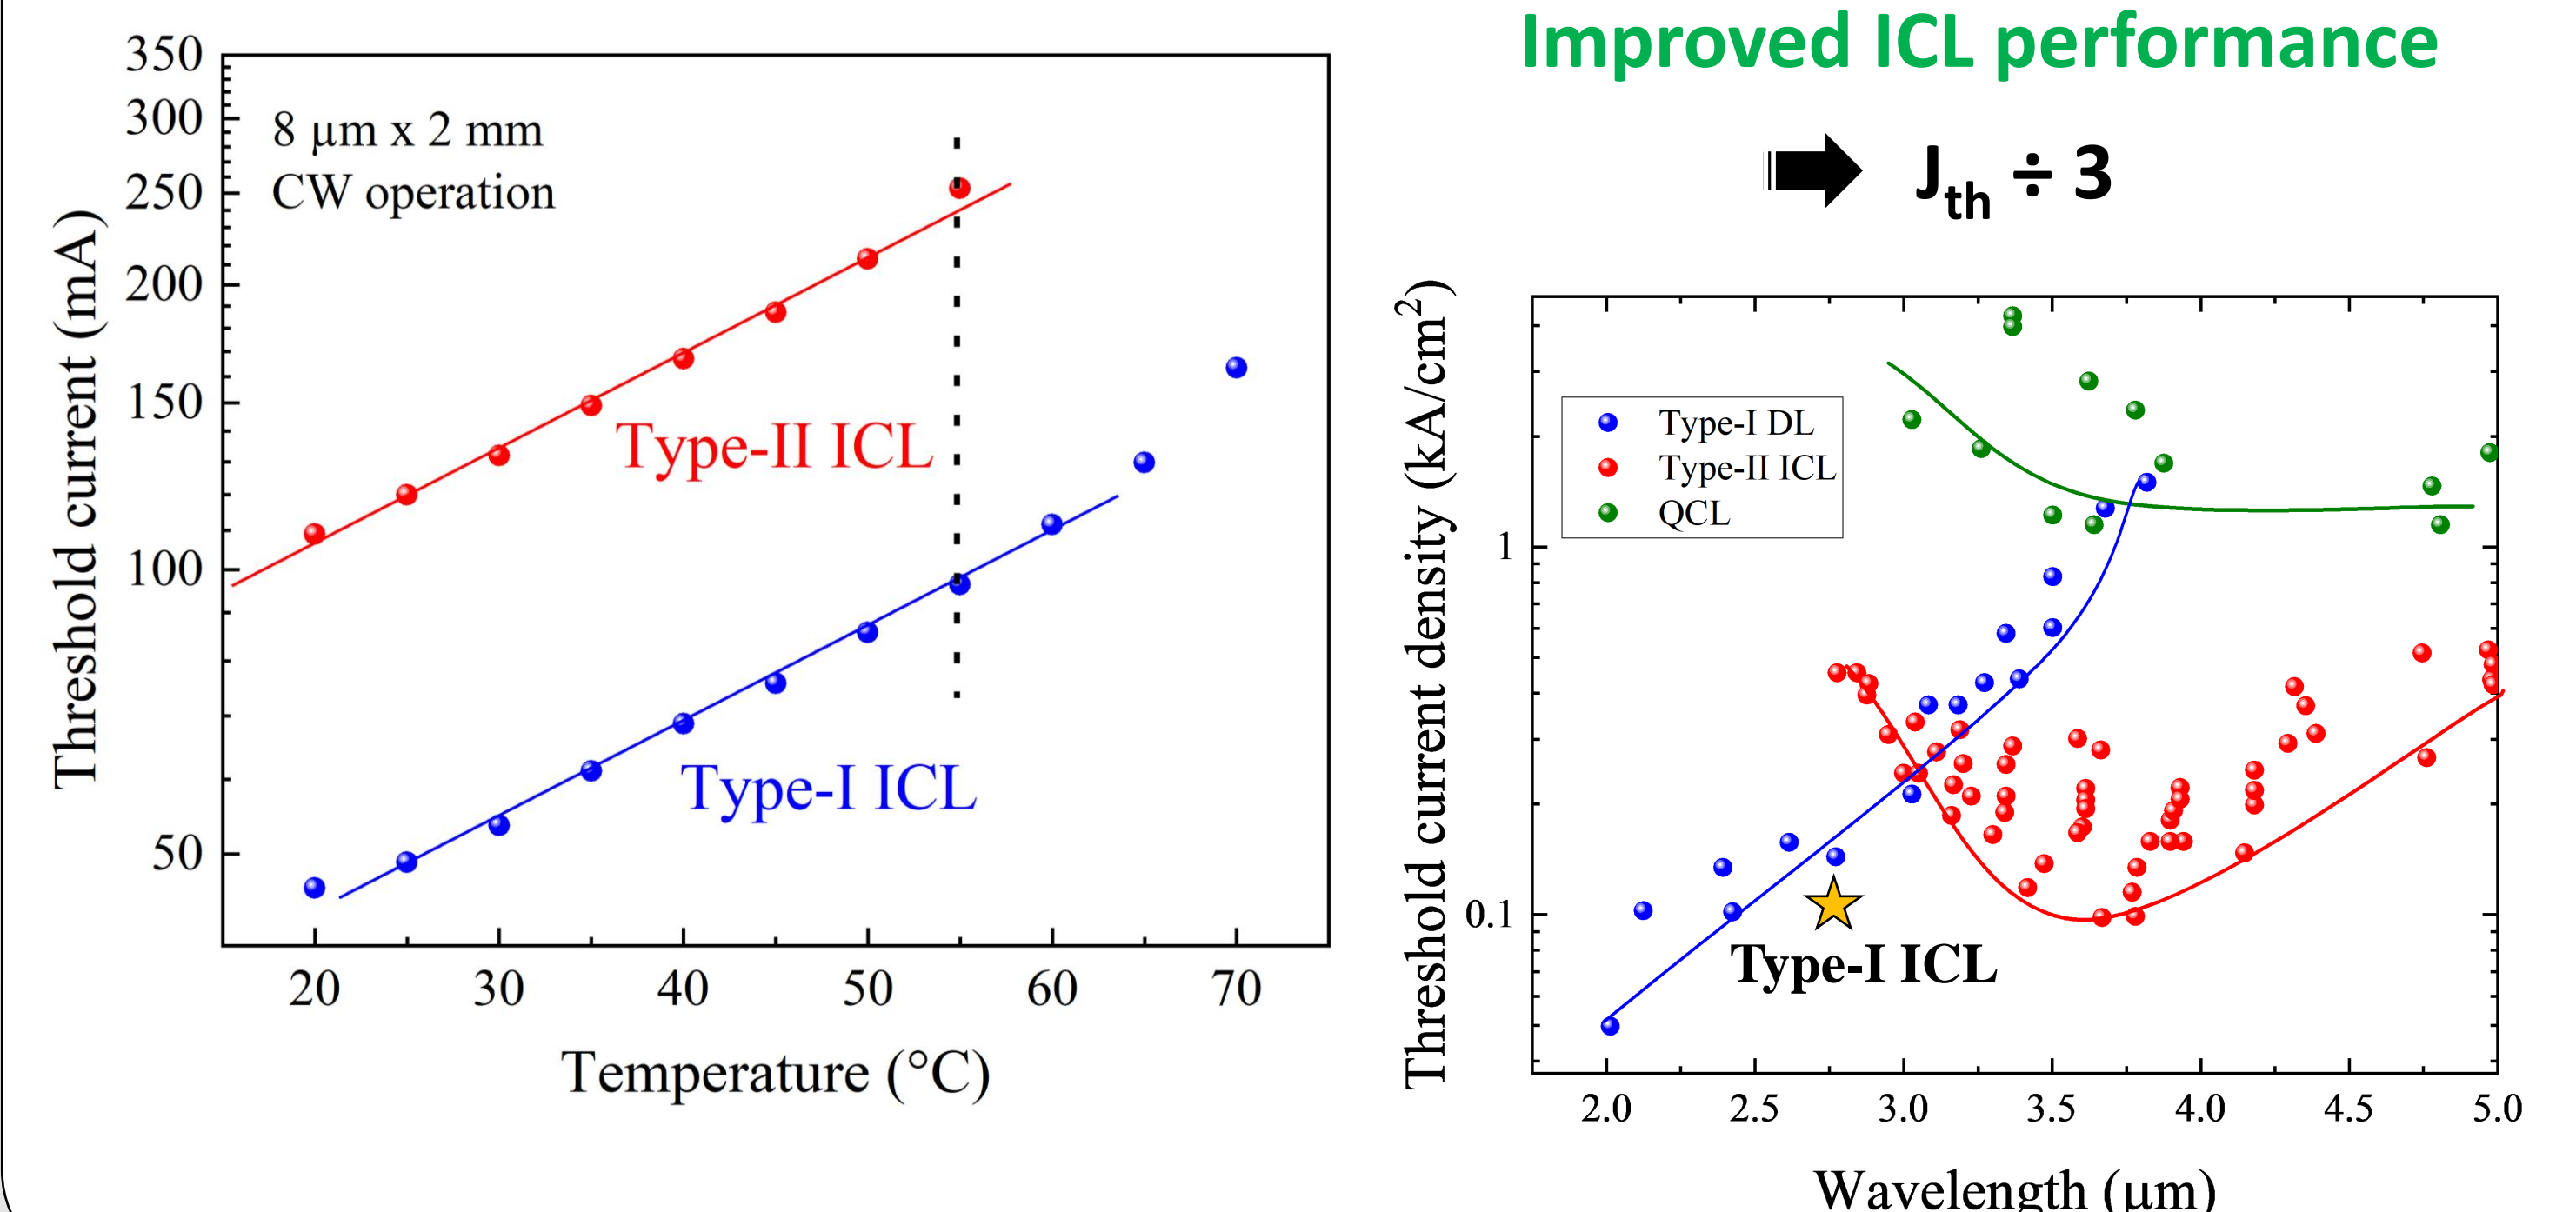 Improved ICL performance
J_th ÷ 3
350
300
250
200
150
100
50
Threshold current (mA)
8 µm x 2 mm
CW operation
Type-II ICL
Type-I ICL
20 30 40 50 60 70
Temperature (°C)
Threshold current density (kA/cm²)
1
0.1
Type-I DL
Type-II ICL
QCL
Type-I ICL
2.0 2.5 3.0 3.5 4.0 4.5 5.0
Wavelength (µm)